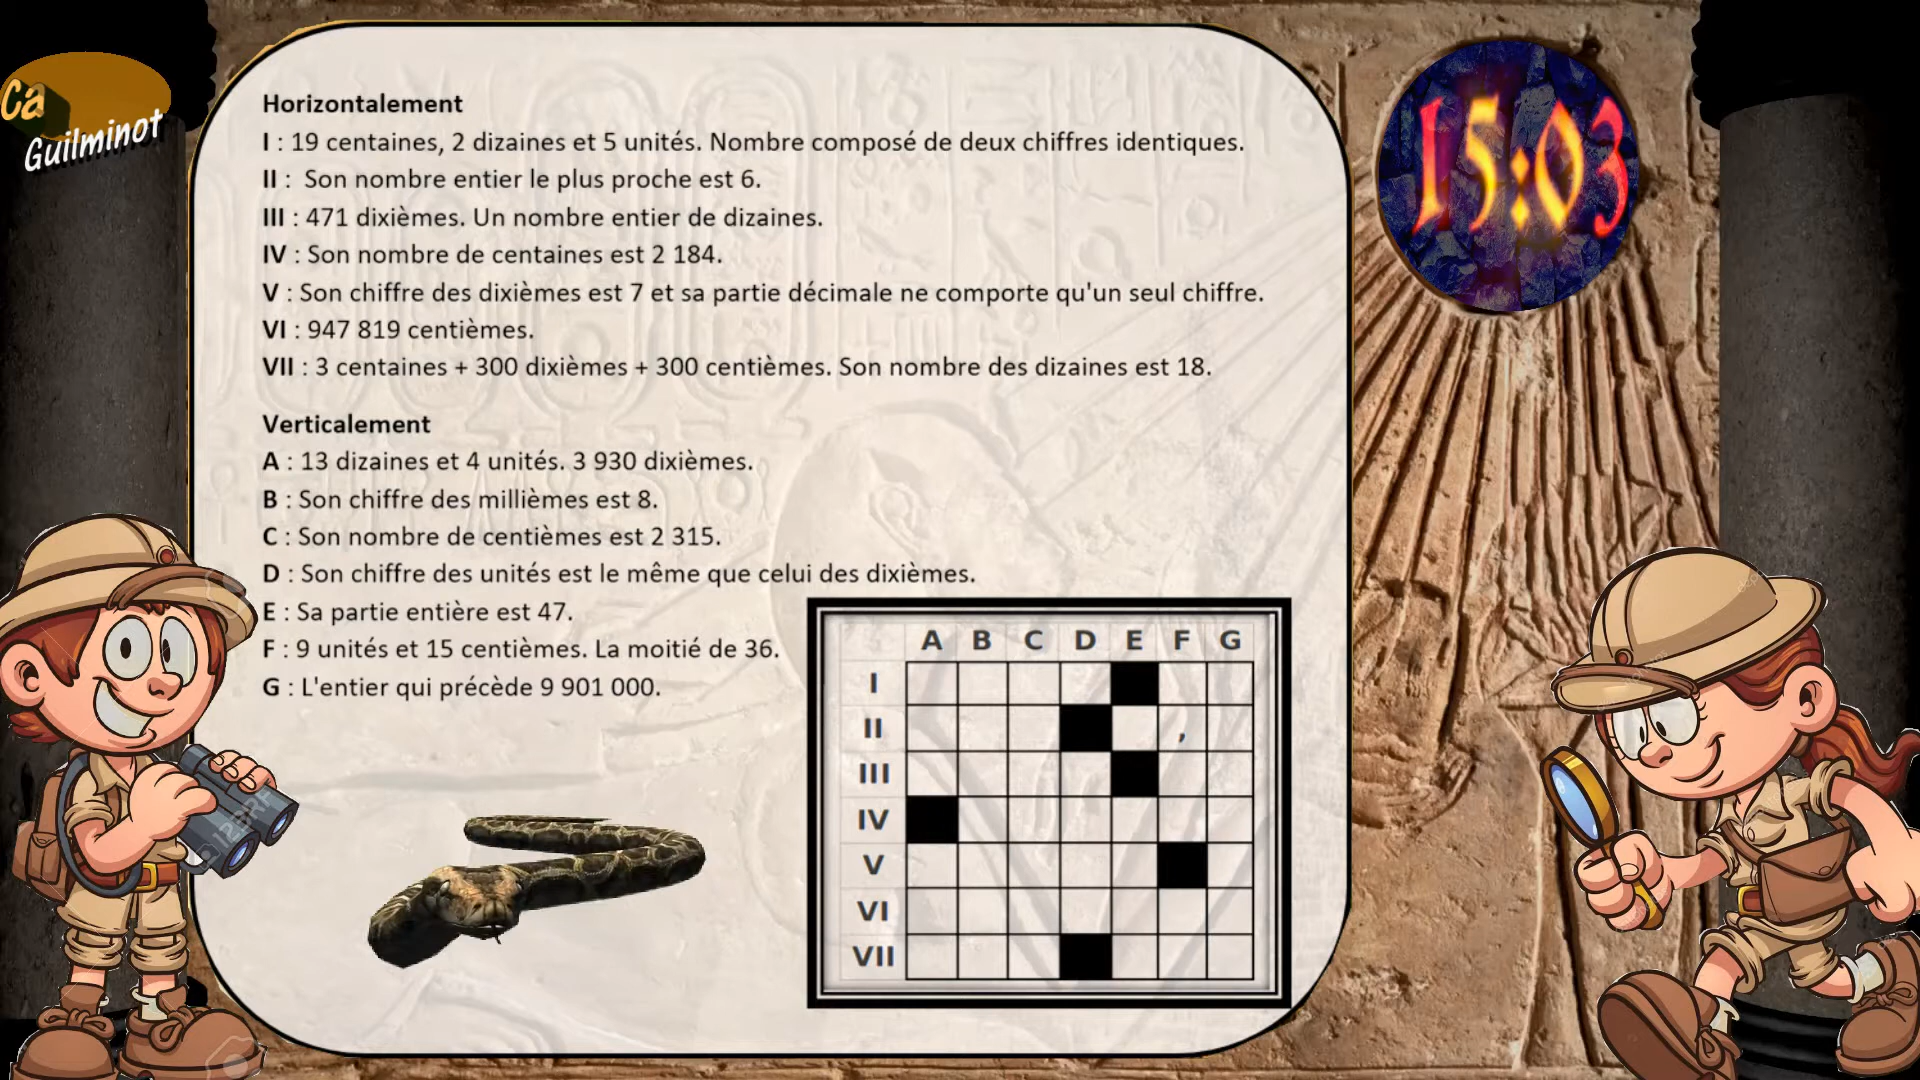 Ca
Guilminot
15:03
Horizontalement
I : 19 centaines, 2 dizaines et 5 unités. Nombre composé de deux chiffres identiques.
II : Son nombre entier le plus proche est 6.
III : 471 dixièmes. Un nombre entier de dizaines.
IV : Son nombre de centaines est 2 184.
V : Son chiffre des dixièmes est 7 et sa partie décimale ne comporte qu'un seul chiffre.
VI : 947 819 centièmes.
VII : 3 centaines + 300 dixièmes + 300 centièmes. Son nombre des dizaines est 18.
Verticalement
A : 13 dizaines et 4 unités. 3 930 dixièmes.
B : Son chiffre des millièmes est 8.
C : Son nombre de centièmes est 2 315.
D : Son chiffre des unités est le même que celui des dixièmes.
E : Sa partie entière est 47.
F : 9 unités et 15 centièmes. La moitié de 36.
G : L'entier qui précède 9 901 000.
A B C D E F G
I
II ,
III
IV
V
VI
VII